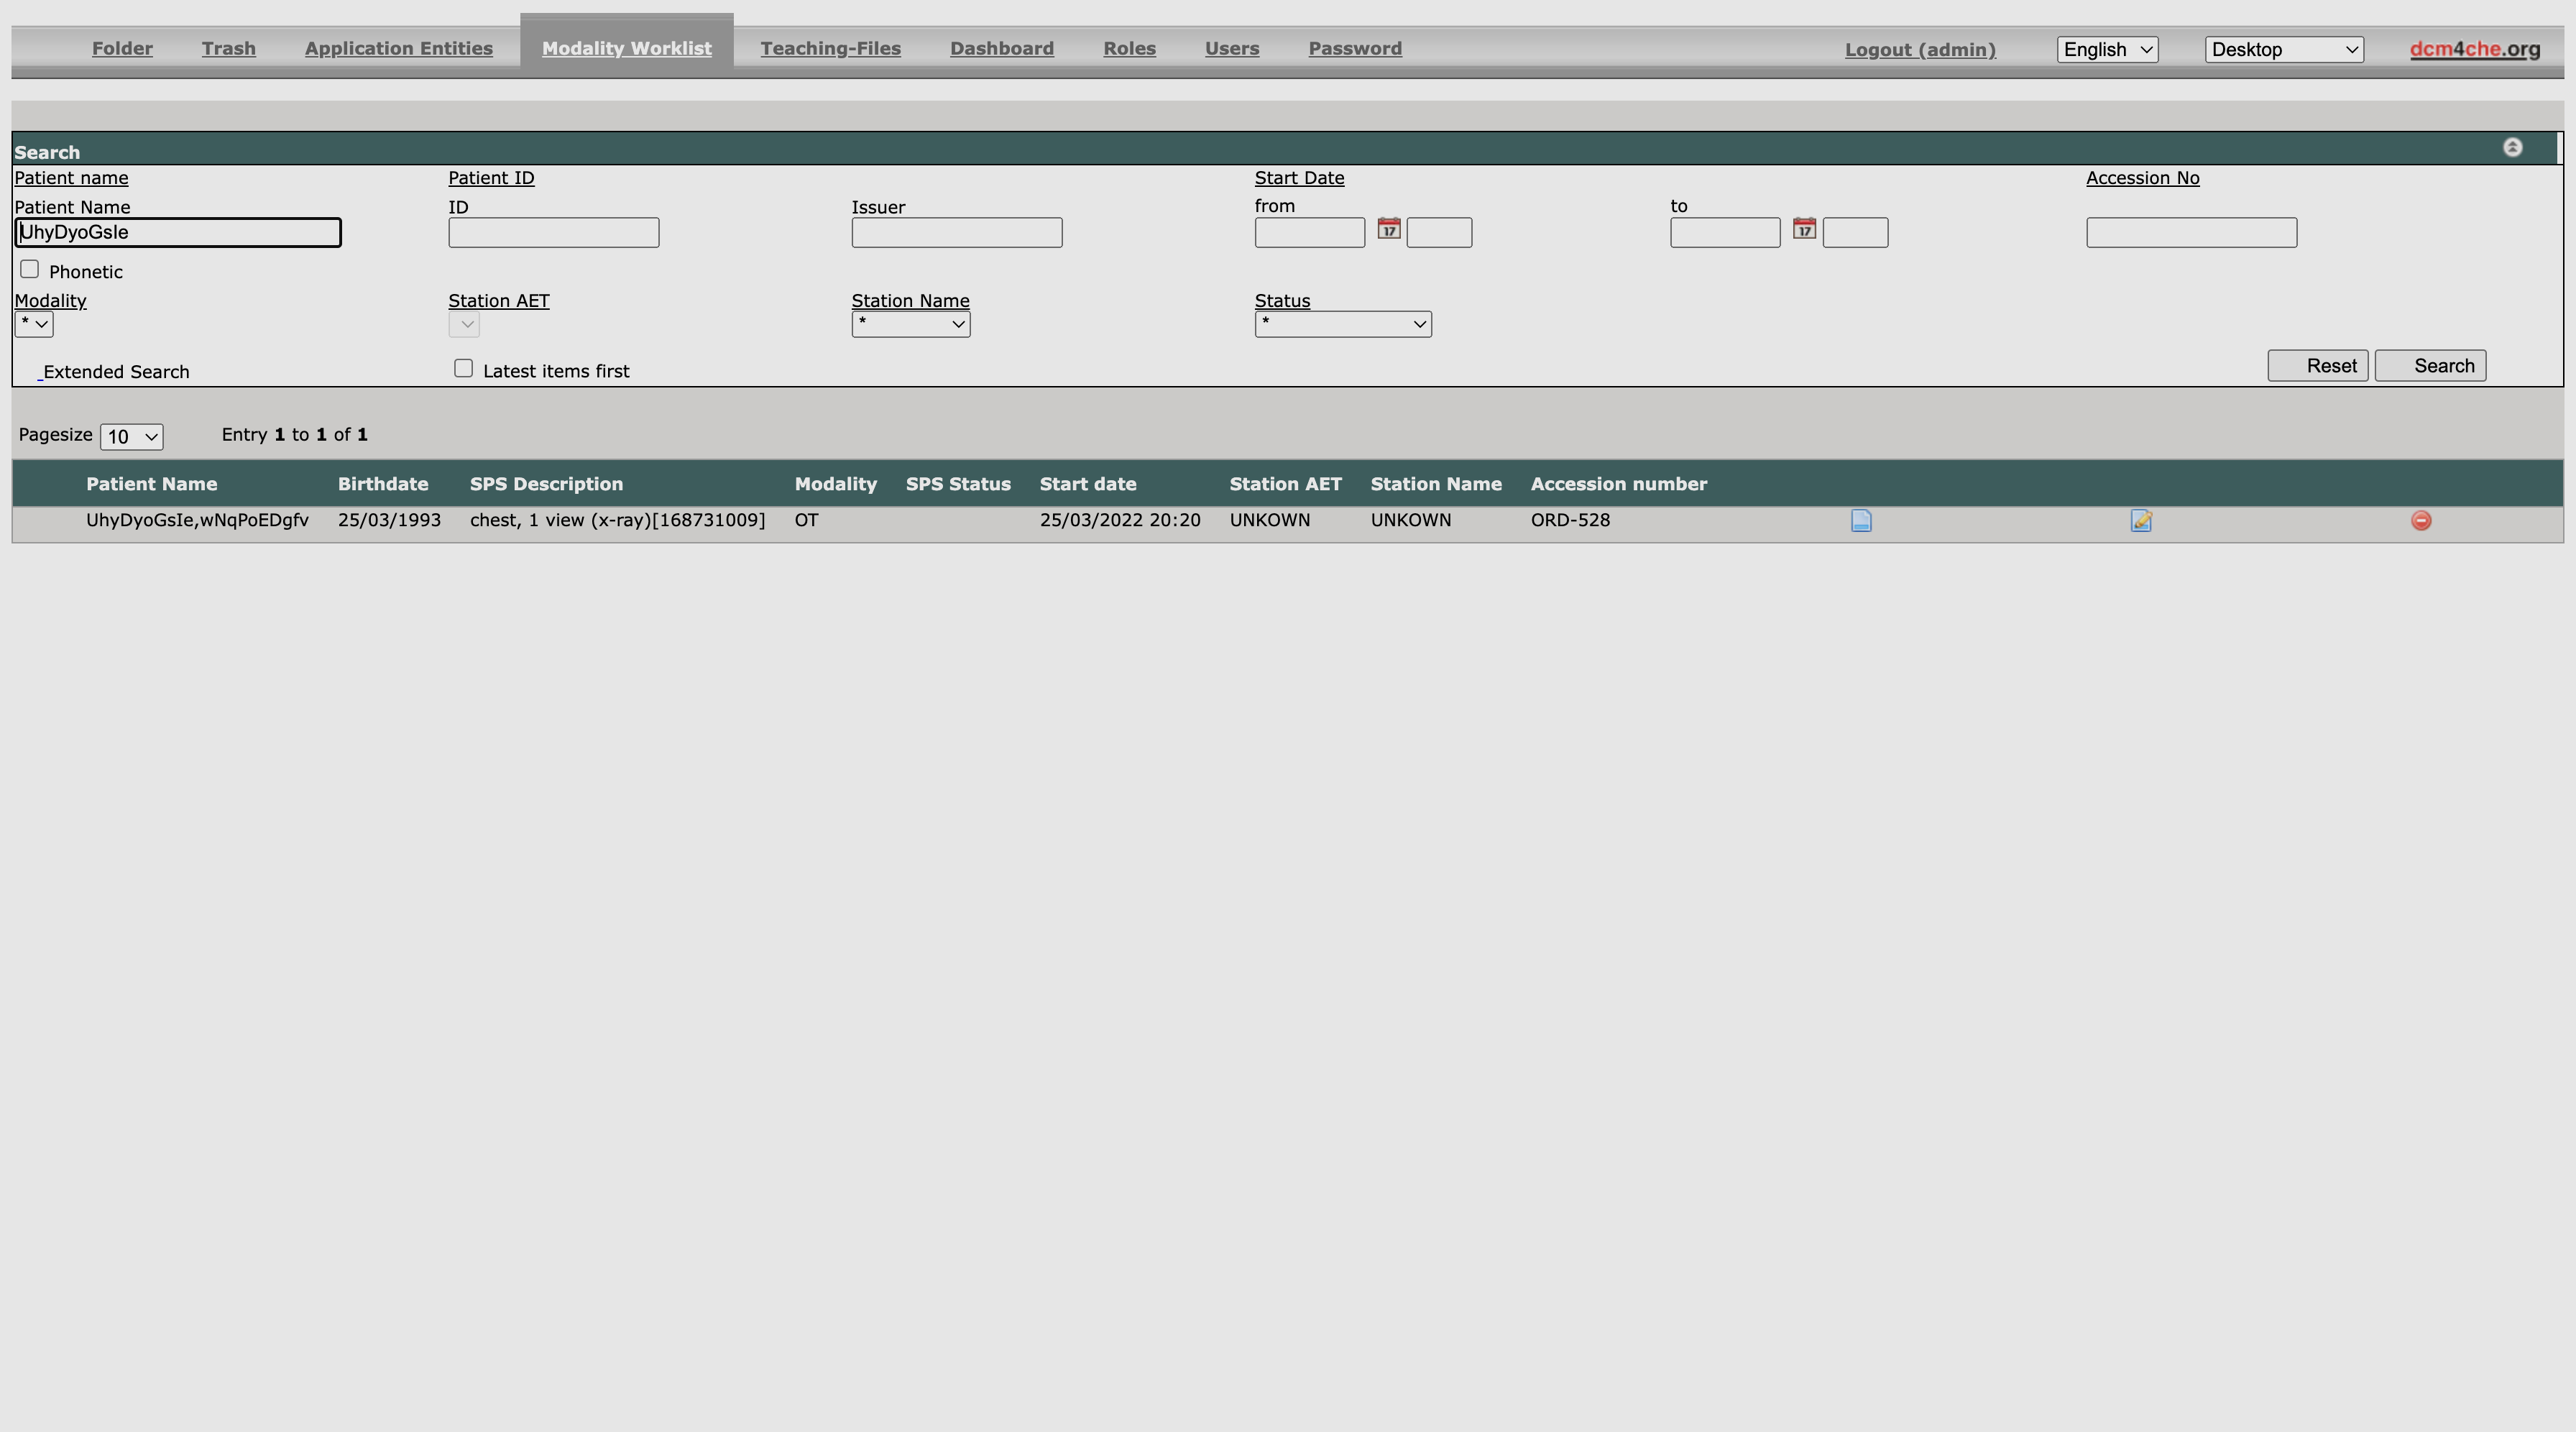 Folder Trash Application Entities Modality Worklist Teaching-Files Dashboard Roles Users Password Logout (admin) English Desktop dcm4che.org
Search
Patient name Patient ID Start Date Accession No
Patient Name ID Issuer from to
UhyDyoGsIe 17 17
Phonetic
Modality Station AET Station Name Status
* * *
Extended Search Latest items first Reset Search
Pagesize 10 Entry 1 to 1 of 1
Patient Name Birthdate SPS Description Modality SPS Status Start date Station AET Station Name Accession number
UhyDyoGsIe,wNqPoEDgfv 25/03/1993 chest, 1 view (x-ray)[168731009] OT 25/03/2022 20:20 UNKOWN UNKOWN ORD-528